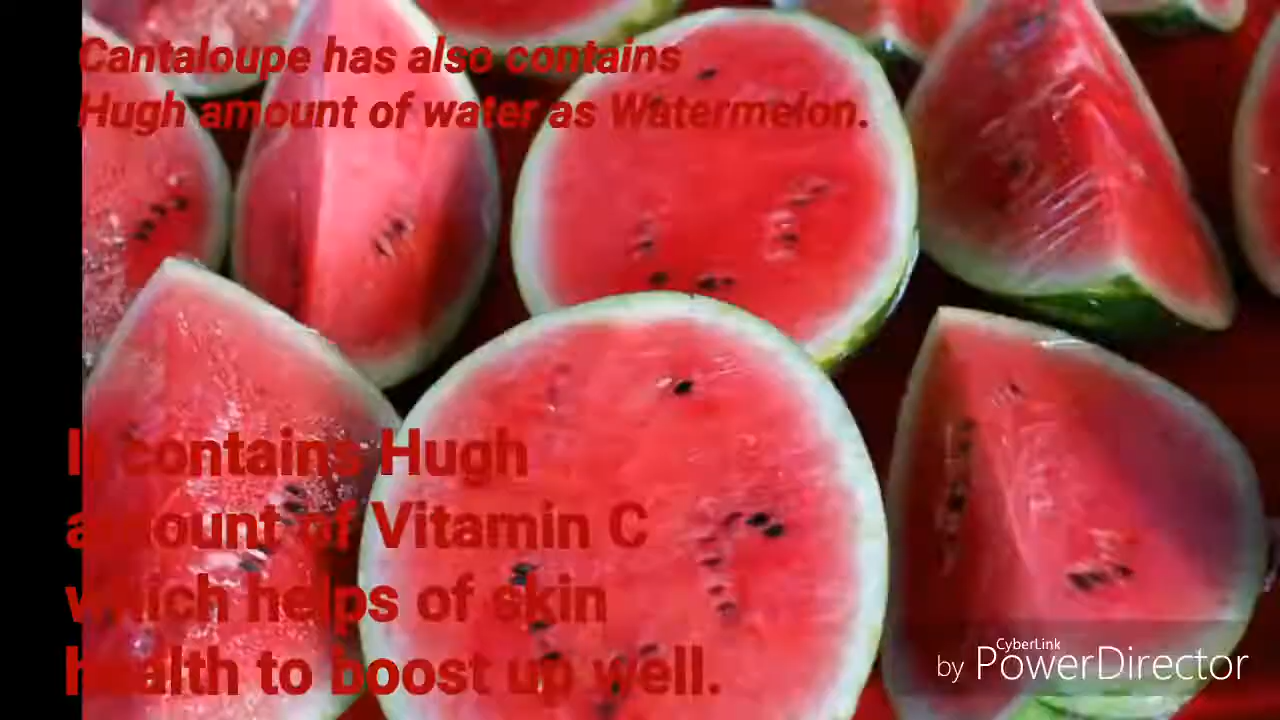 Cantaloupe has also contains
Hugh amount of water as Watermelon.
It contains Hugh
amount of Vitamin C
which helps of skin
health to boost up well.
CyberLink
by PowerDirector